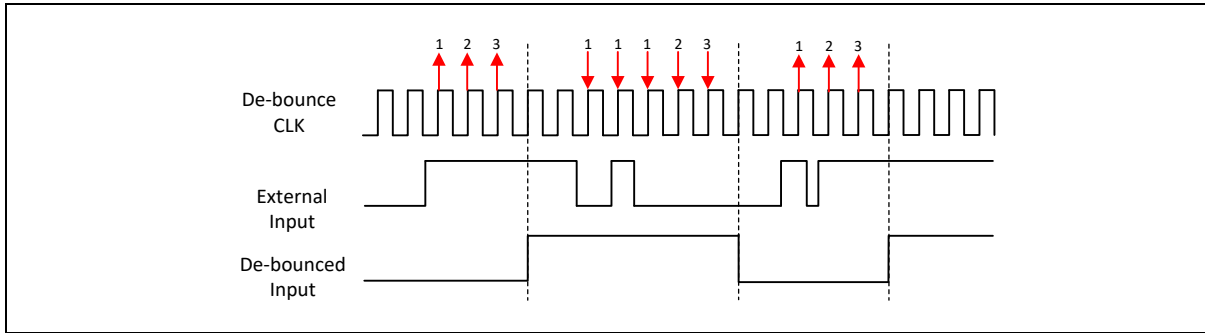 1 2 3 1 1 1 2 3 1 2 3
De-bounce
CLK
External
Input
De-bounced
Input